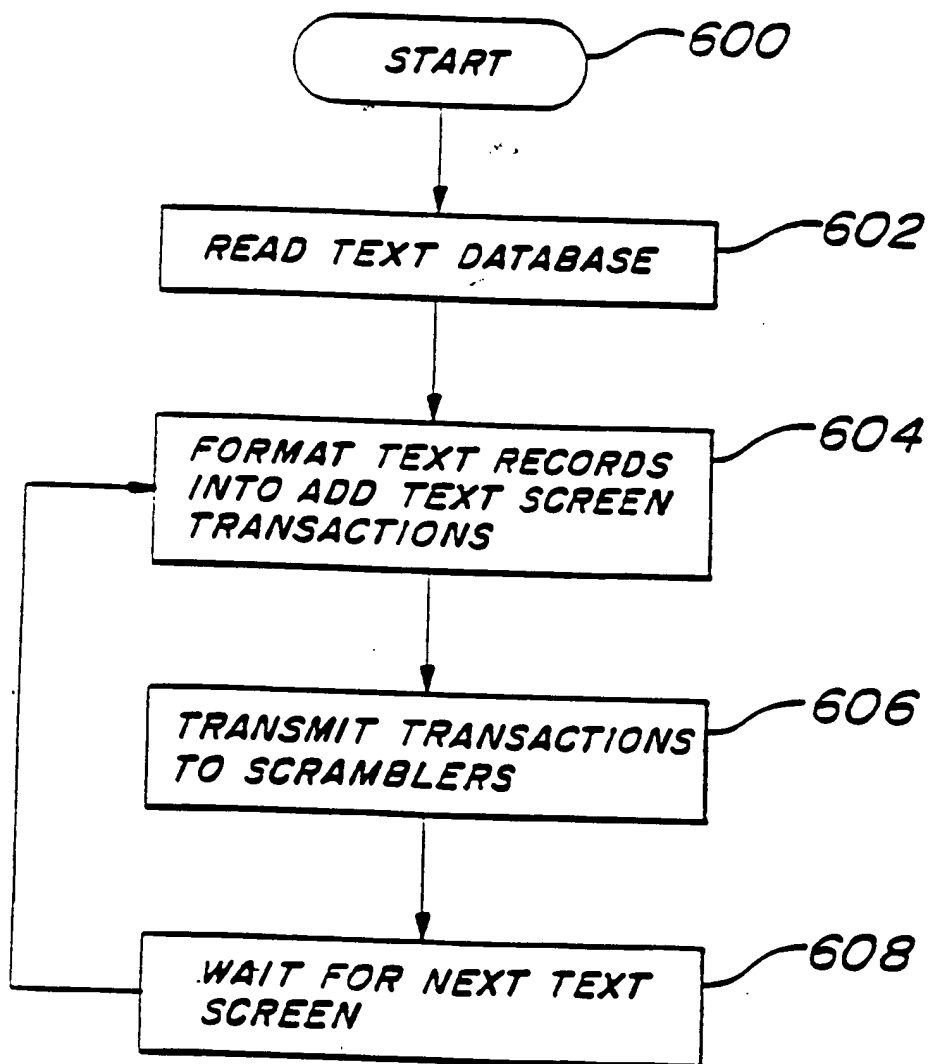 START
600
READ TEXT DATABASE
602
FORMAT TEXT RECORDS
INTO ADD TEXT SCREEN
TRANSACTIONS
604
TRANSMIT TRANSACTIONS
TO SCRAMBLERS
606
WAIT FOR NEXT TEXT
SCREEN
608